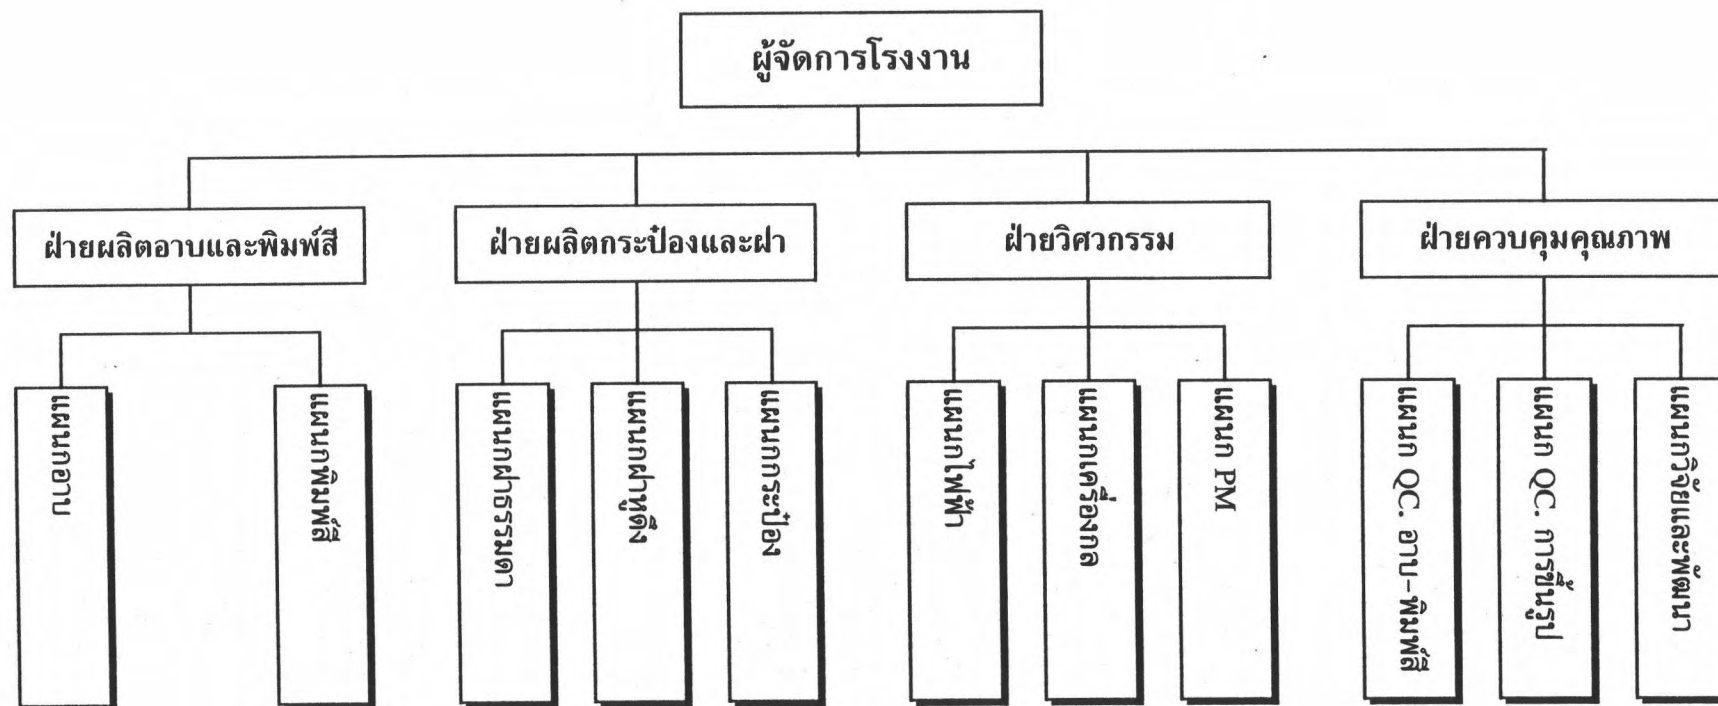 ผู้จัดการโรงงาน
ฝ่ายผลิตอาบและพิมพ์สี
ฝ่ายผลิตกระป๋องและฝา
ฝ่ายวิศวกรรม
ฝ่ายควบคุมคุณภาพ
แผนกอาบ
แผนกพิมพ์สี
แผนกฝาธรรมดา
แผนกฝาหูดึง
แผนกกระป๋อง
แผนกไฟฟ้า
แผนกเครื่องกล
แผนก PM
แผนก QC. อาบ-พิมพ์สี
แผนก QC. การขึ้นรูป
แผนกวิจัยและพัฒนา